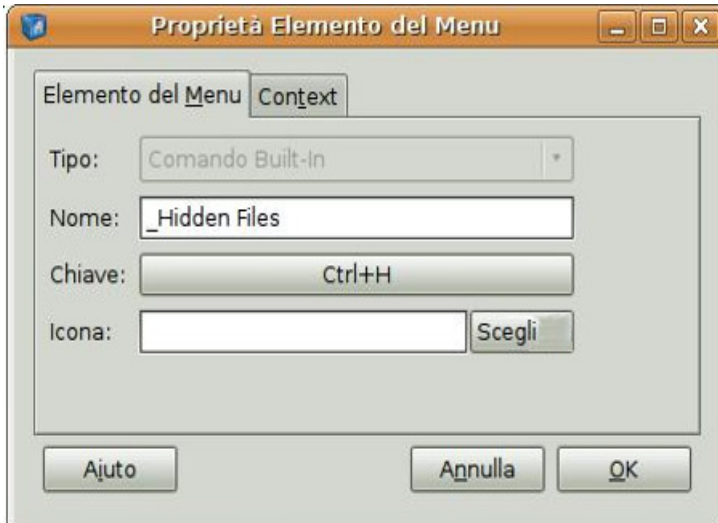 Proprietà Elemento del Menu
Elemento del Menu Context
Tipo: Comando Built-In
Nome: _Hidden Files
Chiave: Ctrl+H
Icona: Scegli
Aiuto Annulla OK